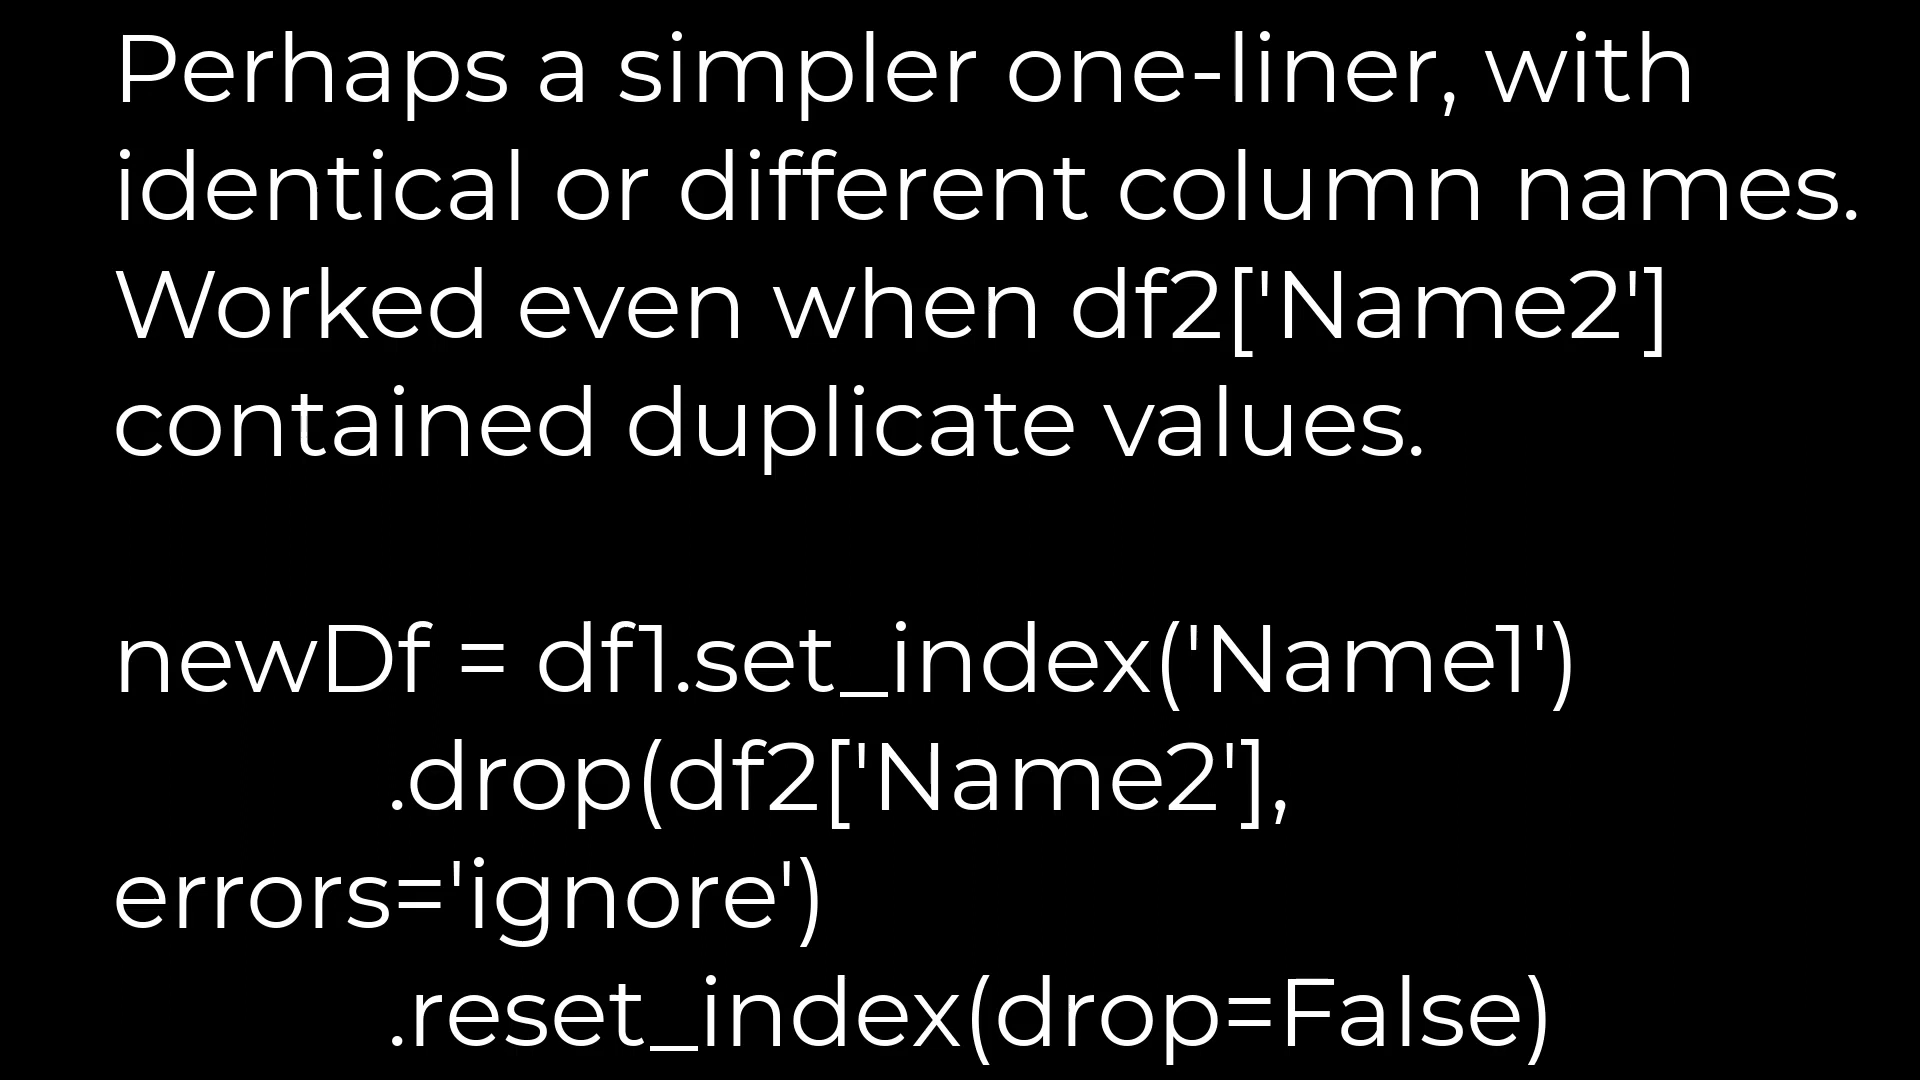 Perhaps a simpler one-liner, with
identical or different column names.
Worked even when df2['Name2']
contained duplicate values.
newDf = df1.set_index('Name1')
.drop(df2['Name2'],
errors='ignore')
.reset_index(drop=False)